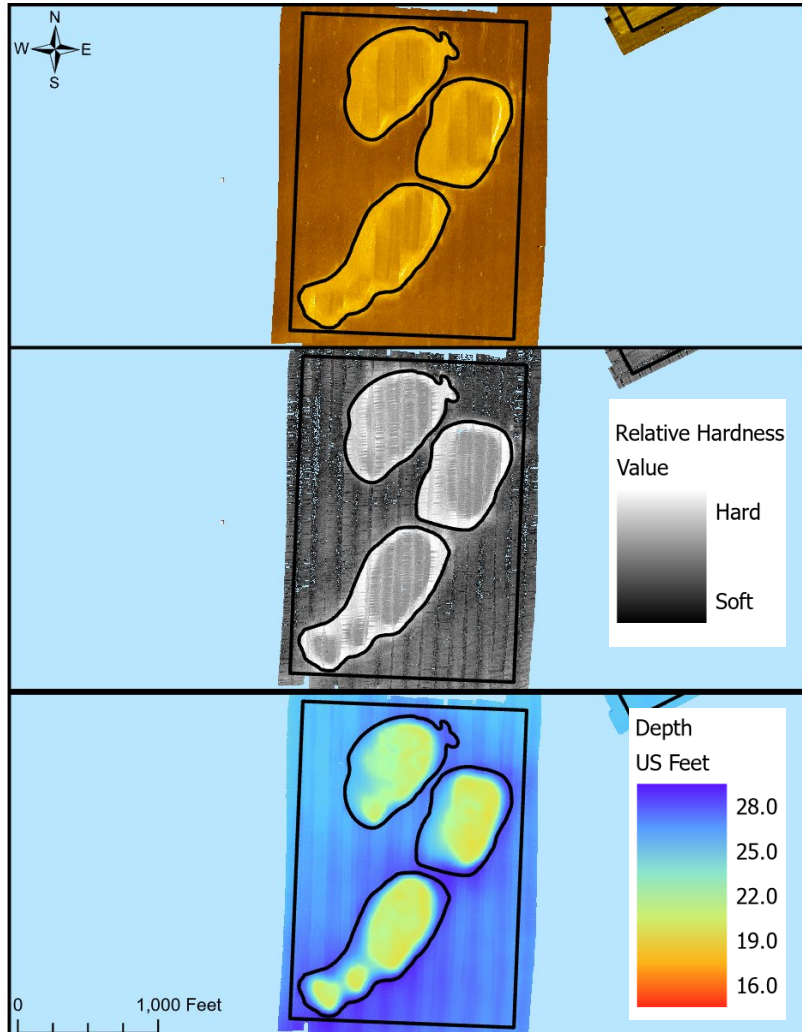 N
W E
S
Relative Hardness
Value
Hard
Soft
Depth
US Feet
28.0
25.0
22.0
19.0
16.0
0 1,000 Feet